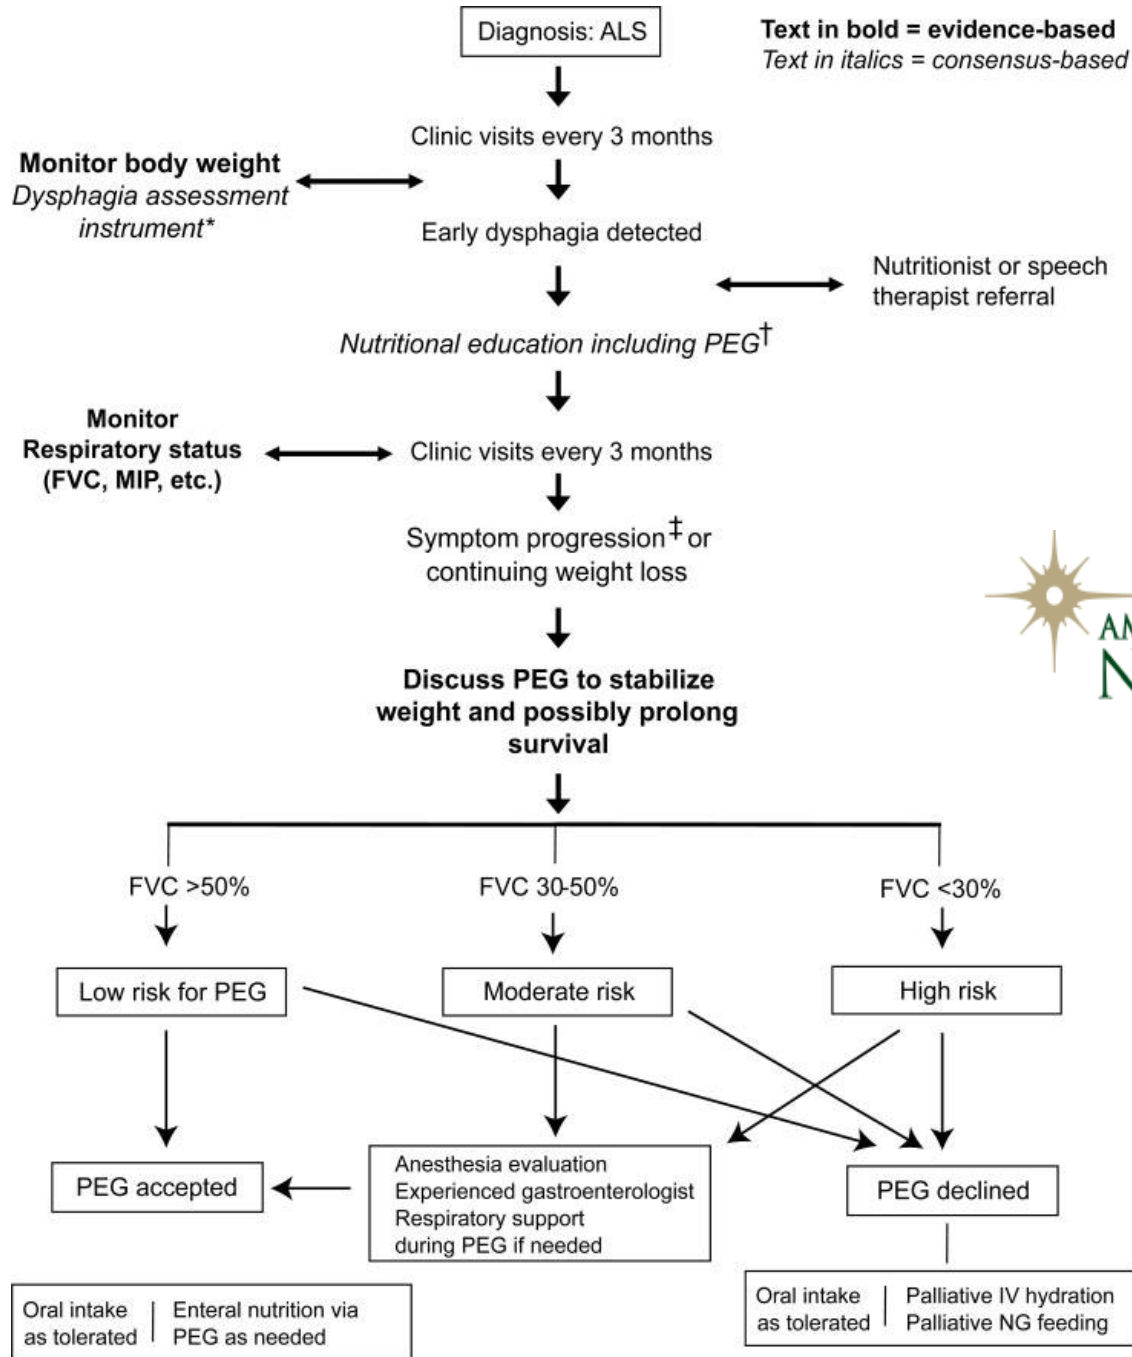 Diagnosis: ALS
Text in bold = evidence-based
Text in italics = consensus-based
Clinic visits every 3 months
Monitor body weight
Dysphagia assessment
instrument*
Early dysphagia detected
Nutritionist or speech
therapist referral
Nutritional education including PEG†
Monitor
Respiratory status
(FVC, MIP, etc.)
Clinic visits every 3 months
Symptom progression‡ or
continuing weight loss
AM
N
Discuss PEG to stabilize
weight and possibly prolong
survival
FVC >50%
FVC 30-50%
FVC <30%
Low risk for PEG
Moderate risk
High risk
PEG accepted
Anesthesia evaluation
Experienced gastroenterologist
Respiratory support
during PEG if needed
PEG declined
Oral intake
as tolerated
Enteral nutrition via
PEG as needed
Oral intake
as tolerated
Palliative IV hydration
Palliative NG feeding